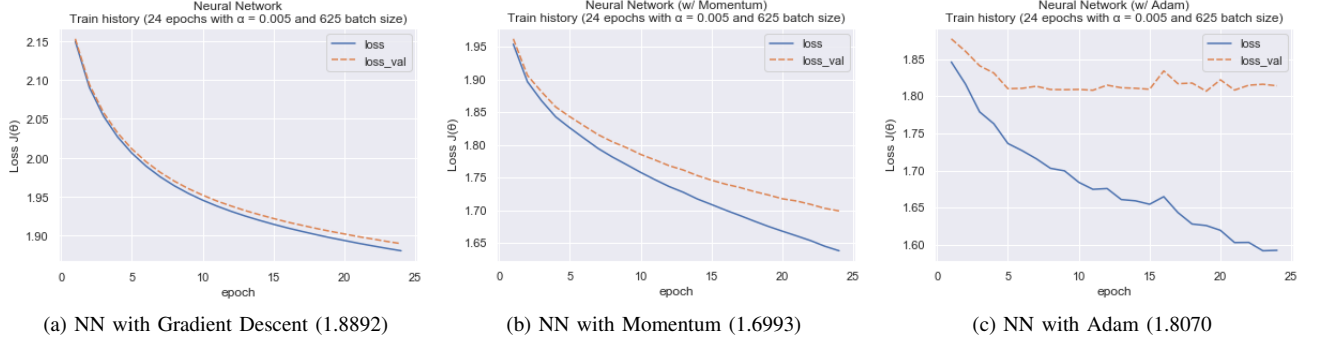 Neural Network
Train history (24 epochs with α = 0.005 and 625 batch size)
loss
loss_val
2.15
2.10
2.05
2.00
1.95
1.90
Loss J(θ)
0
5
10
15
20
25
epoch
(a) NN with Gradient Descent (1.8892)
Neural Network (w/ Momentum)
Train history (24 epochs with α = 0.005 and 625 batch size)
loss
loss_val
1.95
1.90
1.85
1.80
1.75
1.70
1.65
Loss J(θ)
0
5
10
15
20
25
epoch
(b) NN with Momentum (1.6993)
Neural Network (w/ Adam)
Train history (24 epochs with α = 0.005 and 625 batch size)
loss
loss_val
1.85
1.80
1.75
1.70
1.65
1.60
Loss J(θ)
0
5
10
15
20
25
epoch
(c) NN with Adam (1.8070